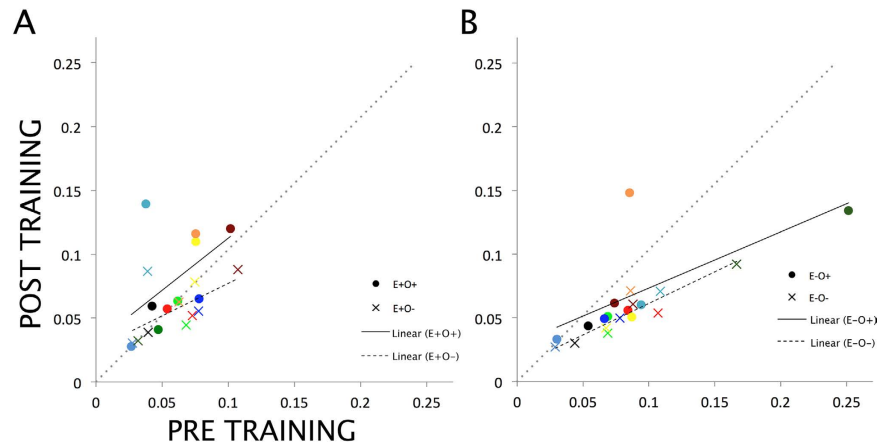 A
B
0.25
0.2
0.15
0.1
0.05
0
0
0.05
0.1
0.15
0.2
0.25
POST TRAINING
PRE TRAINING
E+O+
E+O-
Linear (E+O+)
Linear (E+O-)
0.25
0.2
0.15
0.1
0.05
0
0
0.05
0.1
0.15
0.2
0.25
E-O+
E-O-
Linear (E-O+)
Linear (E-O-)